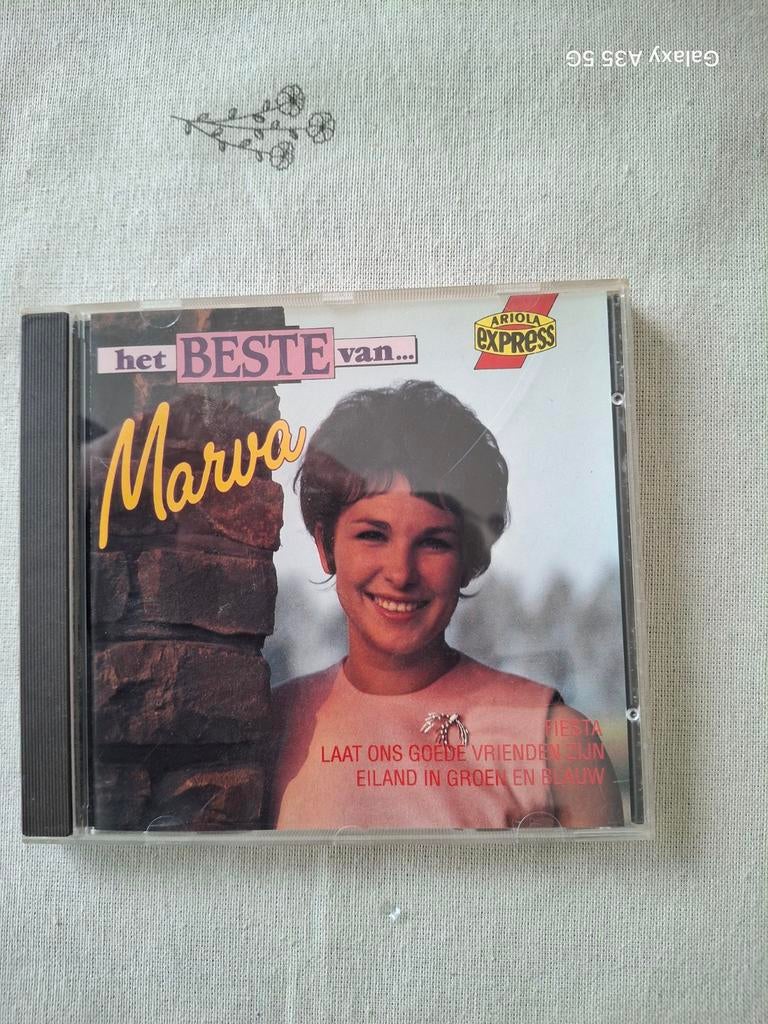 Galaxy A35 5G
het BESTE van...
ARIOLA
EXPRESS
Marva
FIESTA
LAAT ONS GOEDE VRIENDEN ZIJN
EILAND IN GROEN EN BLAUW